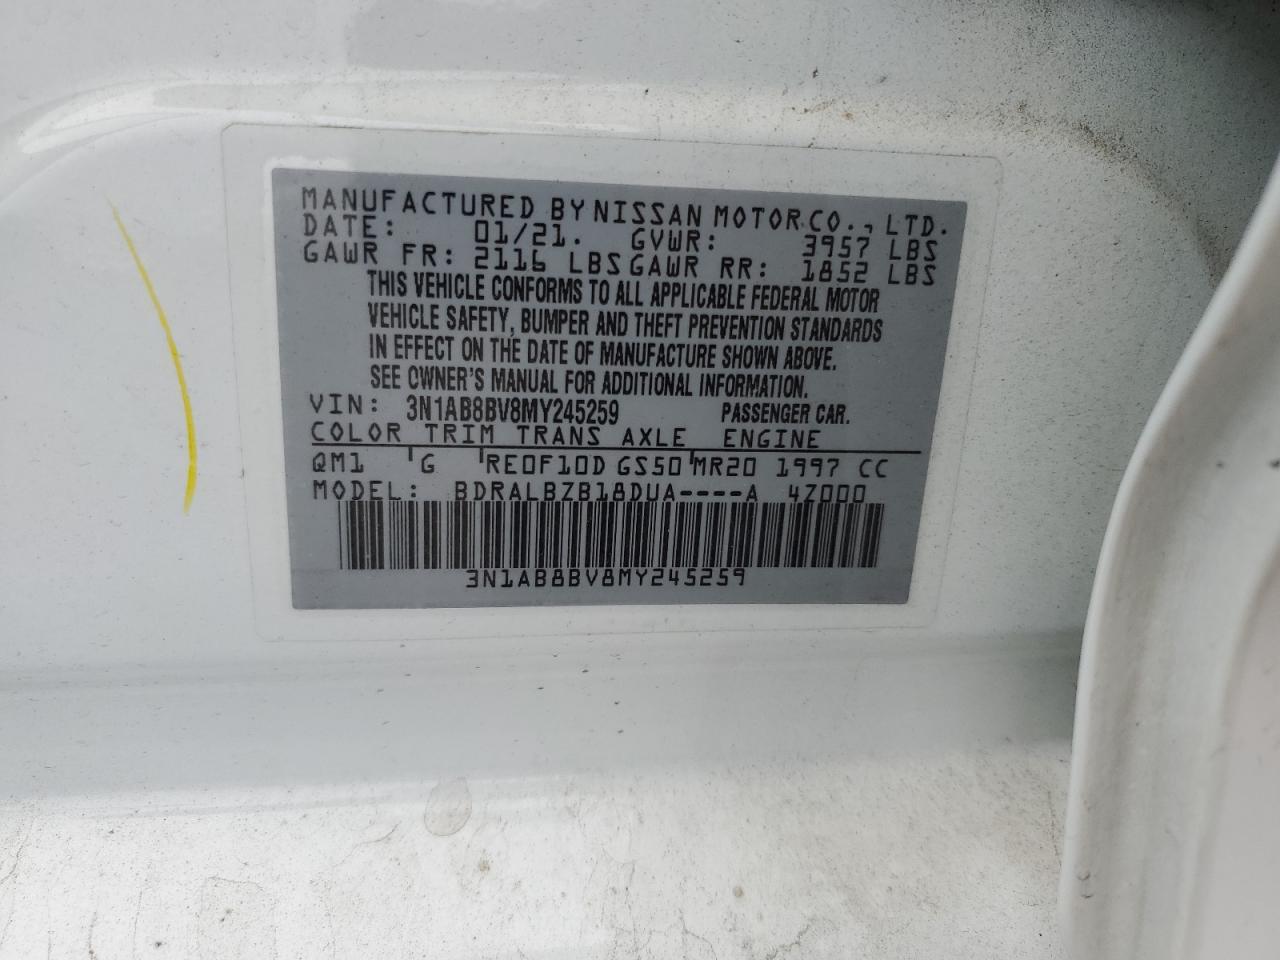 MANUFACTURED BY NISSAN MOTOR CO., LTD.
DATE: 01/21. GVWR: 3957 LBS
GAWR FR: 2116 LBS GAWR RR: 1852 LBS
THIS VEHICLE CONFORMS TO ALL APPLICABLE FEDERAL MOTOR
VEHICLE SAFETY, BUMPER AND THEFT PREVENTION STANDARDS
IN EFFECT ON THE DATE OF MANUFACTURE SHOWN ABOVE.
SEE OWNER'S MANUAL FOR ADDITIONAL INFORMATION.
VIN: 3N1AB8BV8MY245259 PASSENGER CAR.
COLOR TRIM TRANS AXLE ENGINE
QM1 G RE0F10D GS50 MR20 1997 CC
MODEL: BDRALBZB18DUA----A 4Z000
3N1AB8BV8MY245259